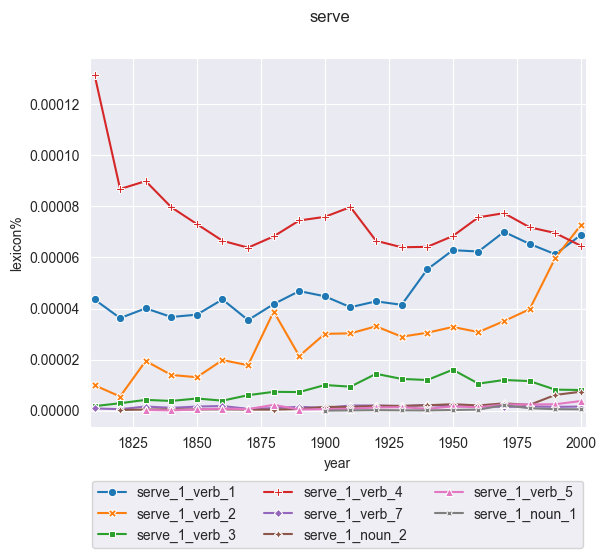 serve
lexicon%
0.00012
0.00010
0.00008
0.00006
0.00004
0.00002
0.00000
1825 1850 1875 1900 1925 1950 1975 2000
year
serve_1_verb_1 serve_1_verb_4 serve_1_verb_5
serve_1_verb_2 serve_1_verb_7 serve_1_noun_1
serve_1_verb_3 serve_1_noun_2